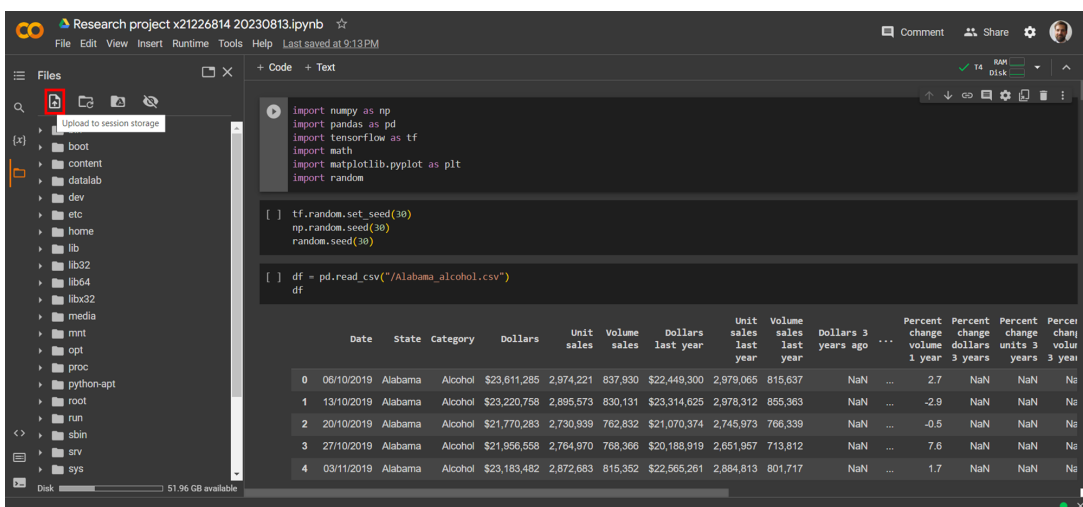 Research project x21226814 20230813.ipynb
File Edit View Insert Runtime Tools Help Last saved at 9:13 PM
Comment
Share
Files
+ Code + Text
T4 RAM
Disk
Upload to session storage
boot
content
datalab
dev
etc
home
lib
lib32
lib64
libx32
media
mnt
opt
proc
python-apt
root
run
sbin
srv
sys
Disk 51.96 GB available
{x}
import numpy as np
import pandas as pd
import tensorflow as tf
import math
import matplotlib.pyplot as plt
import random
[ ] tf.random.set_seed(30)
np.random.seed(30)
random.seed(30)
[ ] df = pd.read_csv("/Alabama_alcohol.csv")
df
Date State Category Dollars Unit sales Volume sales Dollars last year Unit sales last year Volume sales last year Dollars 3 years ago ... Percent change volume 1 year Percent change dollars 3 years Percent change units 3 years
0 06/10/2019 Alabama Alcohol $23,611,285 2,974,221 837,930 $22,449,300 2,979,065 815,637 NaN ... 2.7 NaN NaN
1 13/10/2019 Alabama Alcohol $23,220,758 2,895,573 830,131 $23,314,625 2,978,312 855,363 NaN ... -2.9 NaN NaN
2 20/10/2019 Alabama Alcohol $21,770,283 2,730,939 762,832 $21,070,374 2,745,973 766,339 NaN ... -0.5 NaN NaN
3 27/10/2019 Alabama Alcohol $21,956,558 2,764,970 768,366 $20,188,919 2,651,957 713,812 NaN ... 7.6 NaN NaN
4 03/11/2019 Alabama Alcohol $23,183,482 2,872,683 815,352 $22,565,261 2,884,813 801,717 NaN ... 1.7 NaN NaN